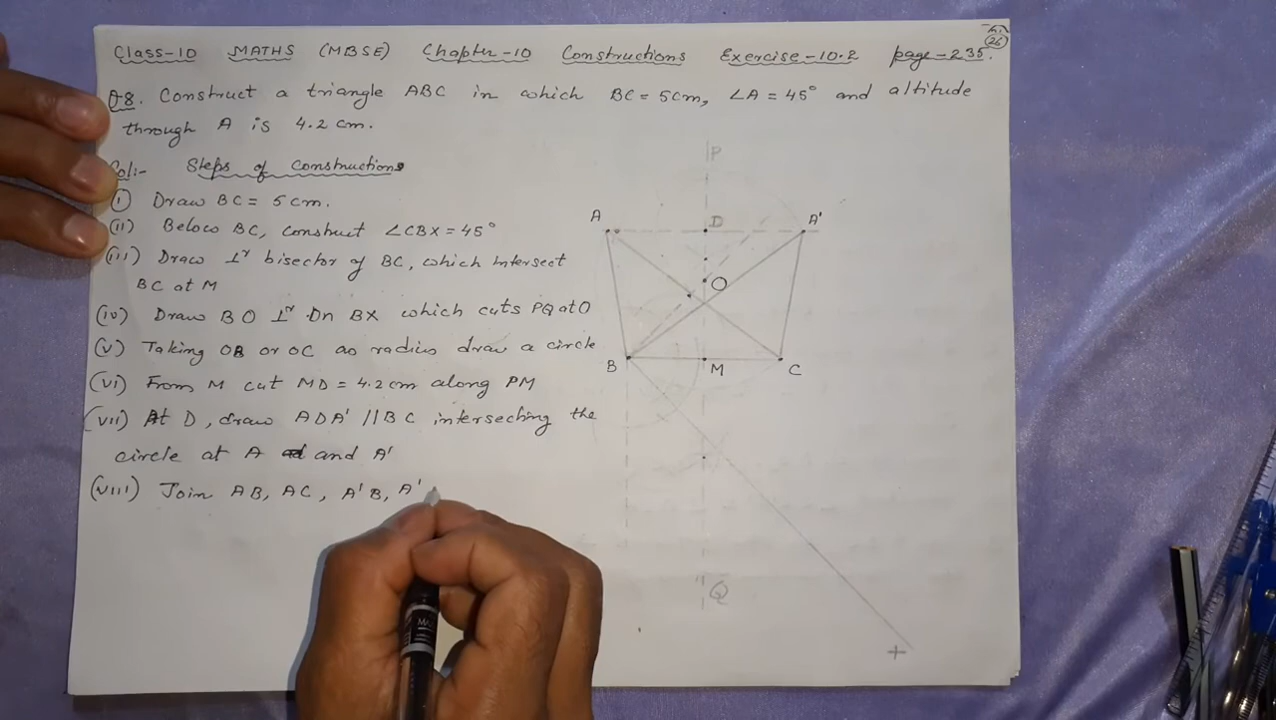 Class-10 MATHS (MBSE) Chapter-10 Constructions Exercise-10.2 page-235.
Q8. Construct a triangle ABC in which BC = 5cm, ∠A = 45° and altitude
through A is 4.2 cm.
Sol:- Steps of Constructions
(i) Draw BC = 5 cm.
(ii) Below BC, construct ∠CBX = 45°
(iii) Draw ⊥r bisector of BC, which intersect
BC at M
(iv) Draw BO ⊥r on BX which cuts PQ at O
(v) Taking OB or OC as radius draw a circle
(vi) From M cut MD = 4.2 cm along PM
(vii) At D, draw ADA' // BC interseching the
circle at A and A'
(viii) Join AB, AC, A'B, A'
P
A
D
A'
O
B
M
C
Q